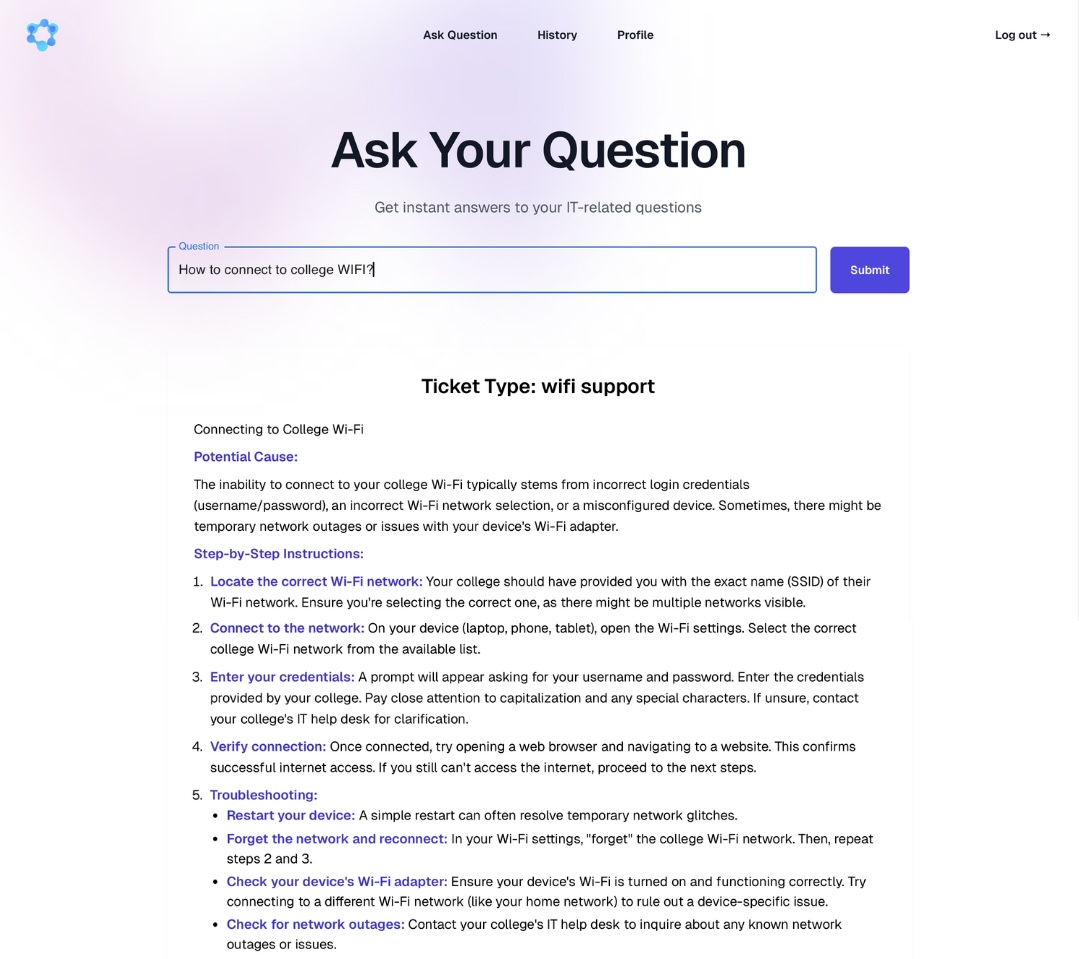 Ask Question
History
Profile
Log out →
Ask Your Question
Get instant answers to your IT-related questions
Question
How to connect to college WIFI?
Submit
Ticket Type: wifi support
Connecting to College Wi-Fi
Potential Cause:
The inability to connect to your college Wi-Fi typically stems from incorrect login credentials
(username/password), an incorrect Wi-Fi network selection, or a misconfigured device. Sometimes, there might be
temporary network outages or issues with your device's Wi-Fi adapter.
Step-by-Step Instructions:
1. Locate the correct Wi-Fi network: Your college should have provided you with the exact name (SSID) of their
Wi-Fi network. Ensure you're selecting the correct one, as there might be multiple networks visible.
2. Connect to the network: On your device (laptop, phone, tablet), open the Wi-Fi settings. Select the correct
college Wi-Fi network from the available list.
3. Enter your credentials: A prompt will appear asking for your username and password. Enter the credentials
provided by your college. Pay close attention to capitalization and any special characters. If unsure, contact
your college's IT help desk for clarification.
4. Verify connection: Once connected, try opening a web browser and navigating to a website. This confirms
successful internet access. If you still can't access the internet, proceed to the next steps.
5. Troubleshooting:
• Restart your device: A simple restart can often resolve temporary network glitches.
• Forget the network and reconnect: In your Wi-Fi settings, "forget" the college Wi-Fi network. Then, repeat
steps 2 and 3.
• Check your device's Wi-Fi adapter: Ensure your device's Wi-Fi is turned on and functioning correctly. Try
connecting to a different Wi-Fi network (like your home network) to rule out a device-specific issue.
• Check for network outages: Contact your college's IT help desk to inquire about any known network
outages or issues.